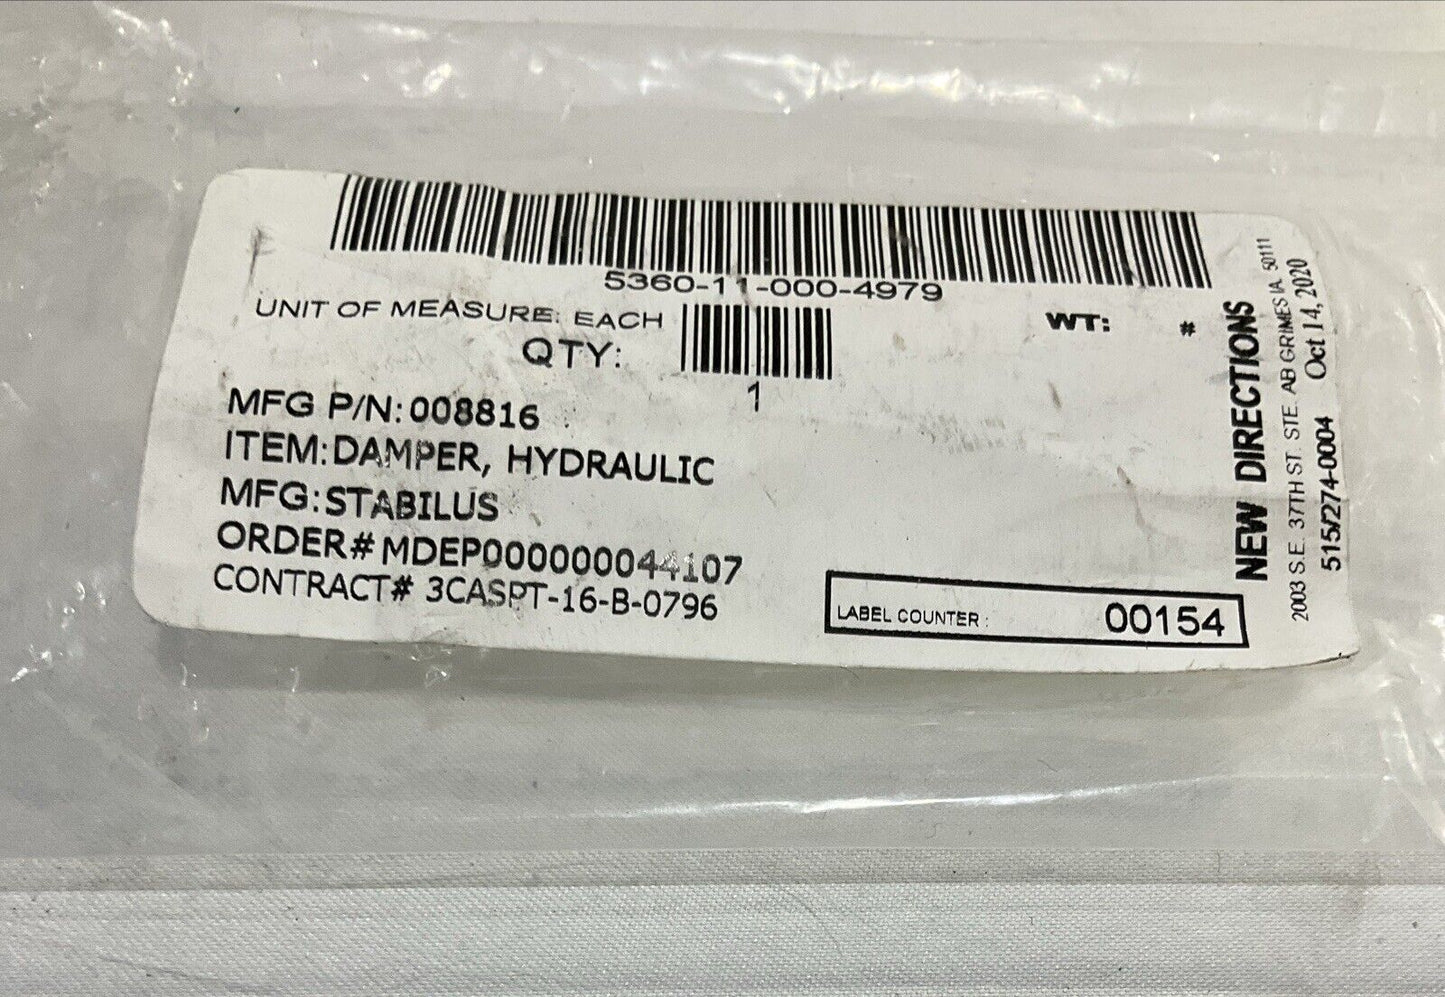 5360-11-000-4979
UNIT OF MEASURE: EACH
WT: #
QTY:
1
MFG P/N:008816
ITEM:DAMPER, HYDRAULIC
MFG:STABILUS
ORDER#MDEP000000044107
CONTRACT# 3CASPT-16-B-0796
LABEL COUNTER : 00154
NEW DIRECTIONS
2003 S.E. 37TH ST. STE. AB GRIMES IA. 50111
515/274-0004 Oct 14, 2020